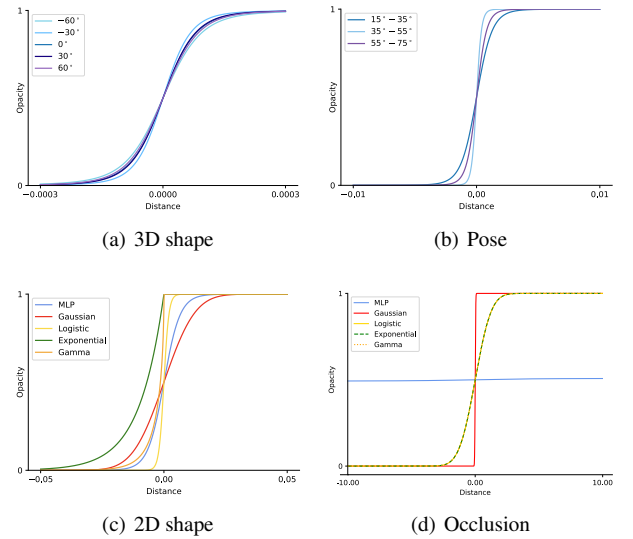 1
−60°
−30°
0°
30°
60°
Opacity
0
−0.0003
0.0000
0.0003
Distance
(a) 3D shape
1
15° − 35°
35° − 55°
55° − 75°
Opacity
0
−0,01
0,00
0,01
Distance
(b) Pose
1
MLP
Gaussian
Logistic
Exponential
Gamma
Opacity
0
−0,05
0,00
0,05
Distance
(c) 2D shape
1
MLP
Gaussian
Logistic
Exponential
Gamma
Opacity
0
-10.00
0.00
10.00
Distance
(d) Occlusion